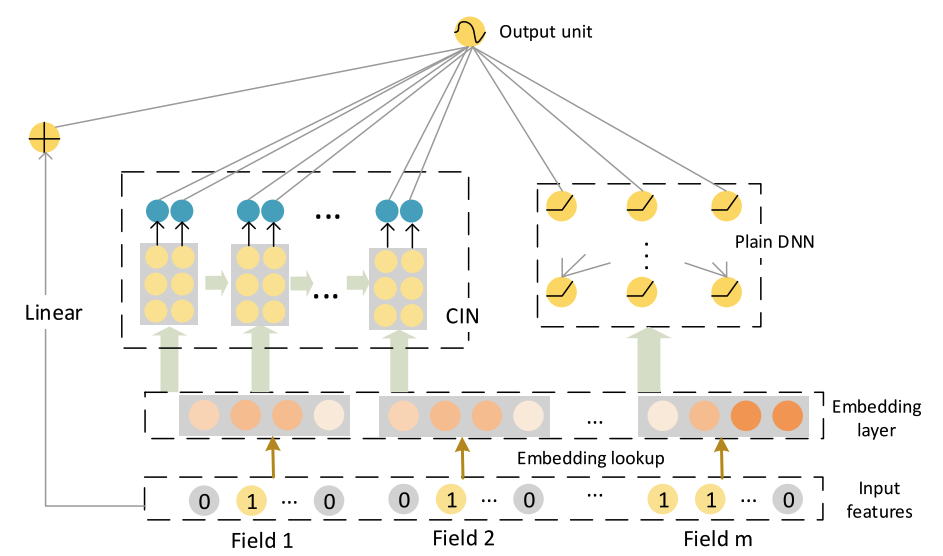 Output unit
...
Plain DNN
...
Linear
CIN
...
Embedding
layer
Embedding lookup
0 1 ... 0
0 1 ... 0
...
1 1 ... 0
Input
features
Field 1
Field 2
Field m